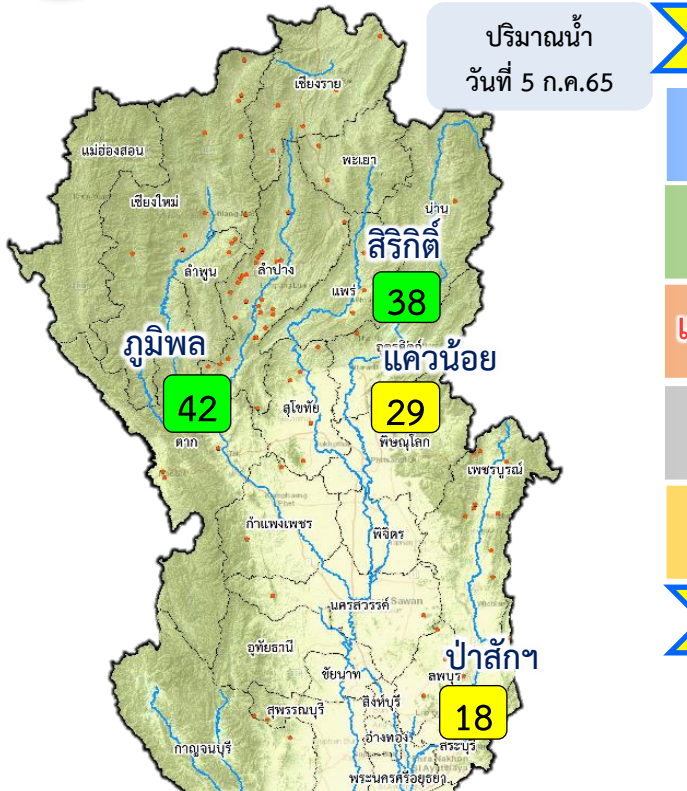 ปริมาณน้ำ
วันที่ 5 ก.ค.65
เชียงราย
แม่ฮ่องสอน
พะเยา
เชียงใหม่
น่าน
สิริกิติ์
ลำพูน
ลำปาง
แพร่
38
ภูมิพล
แควน้อย
42
สุโขทัย
29
ตาก
พิษณุโลก
เพชรบูรณ์
กำแพงเพชร
พิจิตร
นครสวรรค์
Sawan
อุทัยธานี
ป่าสักฯ
ชัยนาท
ลพบุรี
สิงห์บุรี
สุพรรณบุรี
18
อ่างทอง
กาญจนบุรี
สระบุรี
พระนครศรีอยุธยา